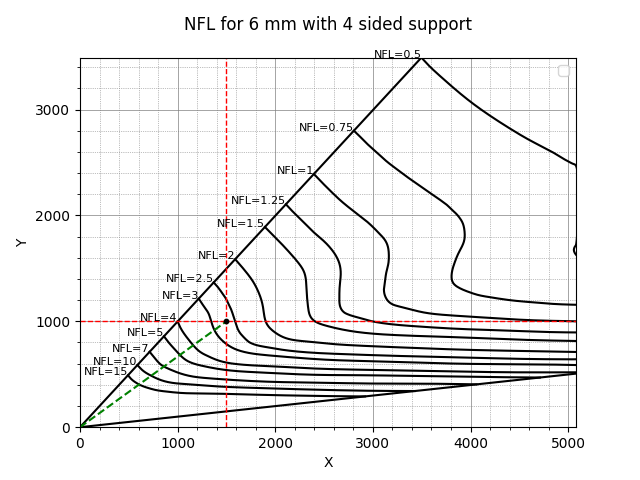 NFL for 6 mm with 4 sided support
NFL=0.5
NFL=0.75
NFL=1
NFL=1.25
NFL=1.5
NFL=2
NFL=2.5
NFL=3
NFL=4
NFL=5
NFL=7
NFL=10
NFL=15
3000
2000
1000
0
Y
0 1000 2000 3000 4000 5000
X